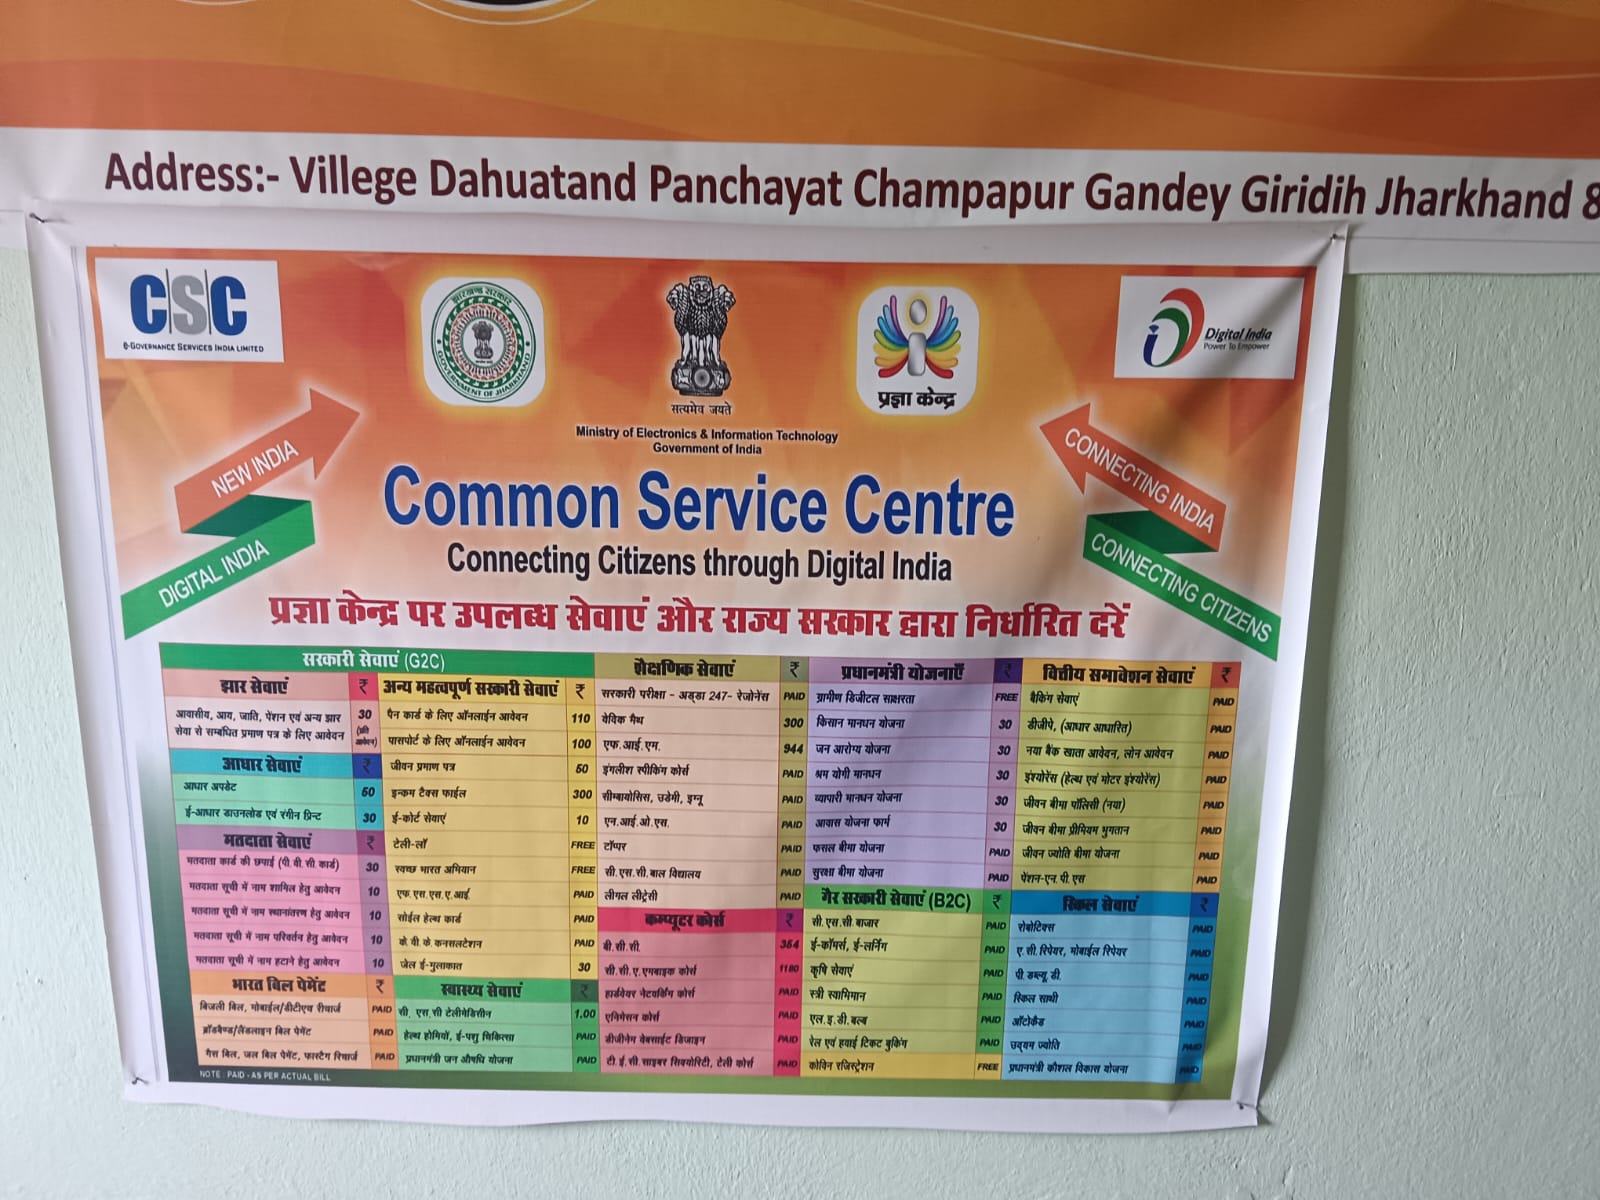 Address:- Villege Dahuatand Panchayat Champapur Gandey Giridih Jharkhand 8
CSC
e-GOVERNANCE SERVICES INDIA LIMITED
झारखण्ड सरकार
GOVERNMENT OF JHARKHAND
सत्यमेव जयते
प्रज्ञा केन्द्र
Digital India
Power To Empower
Ministry of Electronics & Information Technology
Government of India
NEW INDIA
DIGITAL INDIA
CONNECTING INDIA
CONNECTING CITIZENS
Common Service Centre
Connecting Citizens through Digital India
प्रज्ञा केन्द्र पर उपलब्ध सेवाएं और राज्य सरकार द्वारा निर्धारित दरें
सरकारी सेवाएं (G2C)
झार सेवाएं ₹
आवासीय, आय, जाति, पेंशन एवं अन्य झार 30
सेवा से सम्बंधित प्रमाण पत्र के लिए आवेदन (प्रति आवेदन)
आधार सेवाएं ₹
आधार अपडेट 50
ई-आधार डाउनलोड एवं रंगीन प्रिन्ट 30
मतदाता सेवाएं ₹
मतदाता कार्ड की छपाई (पी.वी.सी.कार्ड) 30
मतदाता सूची में नाम शामिल हेतु आवेदन 10
मतदाता सूची में नाम स्थानांतरण हेतु आवेदन 10
मतदाता सूची में नाम परिवर्तन हेतु आवेदन 10
मतदाता सूची में नाम हटाने हेतु आवेदन 10
भारत बिल पेमेंट ₹
बिजली बिल, मोबाईल/डीटीएच रीचार्ज PAID
ब्रॉडबैण्ड/लैंडलाइन बिल पेमेंट PAID
गैस बिल, जल बिल पेमेंट, फास्टैग रिचार्ज PAID
NOTE : PAID - AS PER ACTUAL BILL
अन्य महत्वपूर्ण सरकारी सेवाएं ₹
पैन कार्ड के लिए ऑनलाईन आवेदन 110
पासपोर्ट के लिए ऑनलाईन आवेदन 100
जीवन प्रमाण पत्र 50
इन्कम टैक्स फाईल 300
ई-कोर्ट सेवाएं 10
टेली-लॉ FREE
स्वच्छ भारत अभियान FREE
एफ.एस.एस.ए.आई. PAID
सोईल हेल्थ कार्ड PAID
के.वी.के कनसलटेशन PAID
जेल ई-मुलाकात 30
स्वास्थ्य सेवाएं ₹
सी. एस.सी टेलीमेडिसीन 1.00
हेल्थ होमियो, ई-पशु चिकित्सा PAID
प्रधानमंत्री जन औषधि योजना PAID
शैक्षणिक सेवाएं ₹
सरकारी परीक्षा - अड्डा 247- रेजोनेंस PAID
वेविक मैथ 300
एफ.आई.एम. 944
इंगलीश स्पीकिंग कोर्स PAID
सीम्बायोसिस, उडेमी, इग्नू PAID
एन.आई.ओ.एस. PAID
टॉप्पर PAID
सी.एस.सी.बाल विद्यालय PAID
लीगल लीट्रेसी PAID
कम्प्यूटर कोर्स ₹
बी.सी.सी. 354
सी.सी.ए.एमबाइक कोर्स 1180
हार्डवेयर नेटवर्किंग कोर्स PAID
एनिमेसन कोर्स PAID
डीजीनेम वेबसाईट डिजाइन PAID
टी.ई.सी.साइबर सिक्योरिटी, टेली कोर्स PAID
प्रधानमंत्री योजनाएँ ₹
ग्रामीण डिजीटल साक्षरता FREE
किसान मानधन योजना 30
जन आरोग्य योजना 30
श्रम योगी मानधन 30
व्यापारी मानधन योजना 30
आवास योजना फार्म 30
फसल बीमा योजना PAID
सुरक्षा बीमा योजना PAID
गैर सरकारी सेवाएं (B2C) ₹
सी.एस.सी बाजार PAID
ई-कॉमर्स, ई-लर्निंग PAID
कृषि सेवाएं PAID
स्त्री स्वाभिमान PAID
एल.इ.डी.बल्ब PAID
रेल एवं हवाई टिकट बुकिंग PAID
कोविन रजिस्ट्रेशन FREE
वित्तीय समावेशन सेवाएं ₹
बैकिंग सेवाएं PAID
डीजीपे, (आधार आधारित) PAID
नया बैंक खाता आवेदन, लोन आवेदन PAID
इंश्योरेंस (हेल्थ एवं मोटर इंश्योरेंस) PAID
जीवन बीमा पॉलिसी (नया) PAID
जीवन बीमा प्रीमियम भुगतान PAID
जीवन ज्योति बीमा योजना PAID
पेंशन-एन.पी.एस PAID
स्किल सेवाएं ₹
रोबोटिक्स PAID
ए.सी.रिपेयर, मोबाईल रिपेयर PAID
पी.डब्ल्यू.डी. PAID
स्किल साथी PAID
ऑटोकैड PAID
उद्यम ज्योति PAID
प्रधानमंत्री कौशल विकास योजना PAID